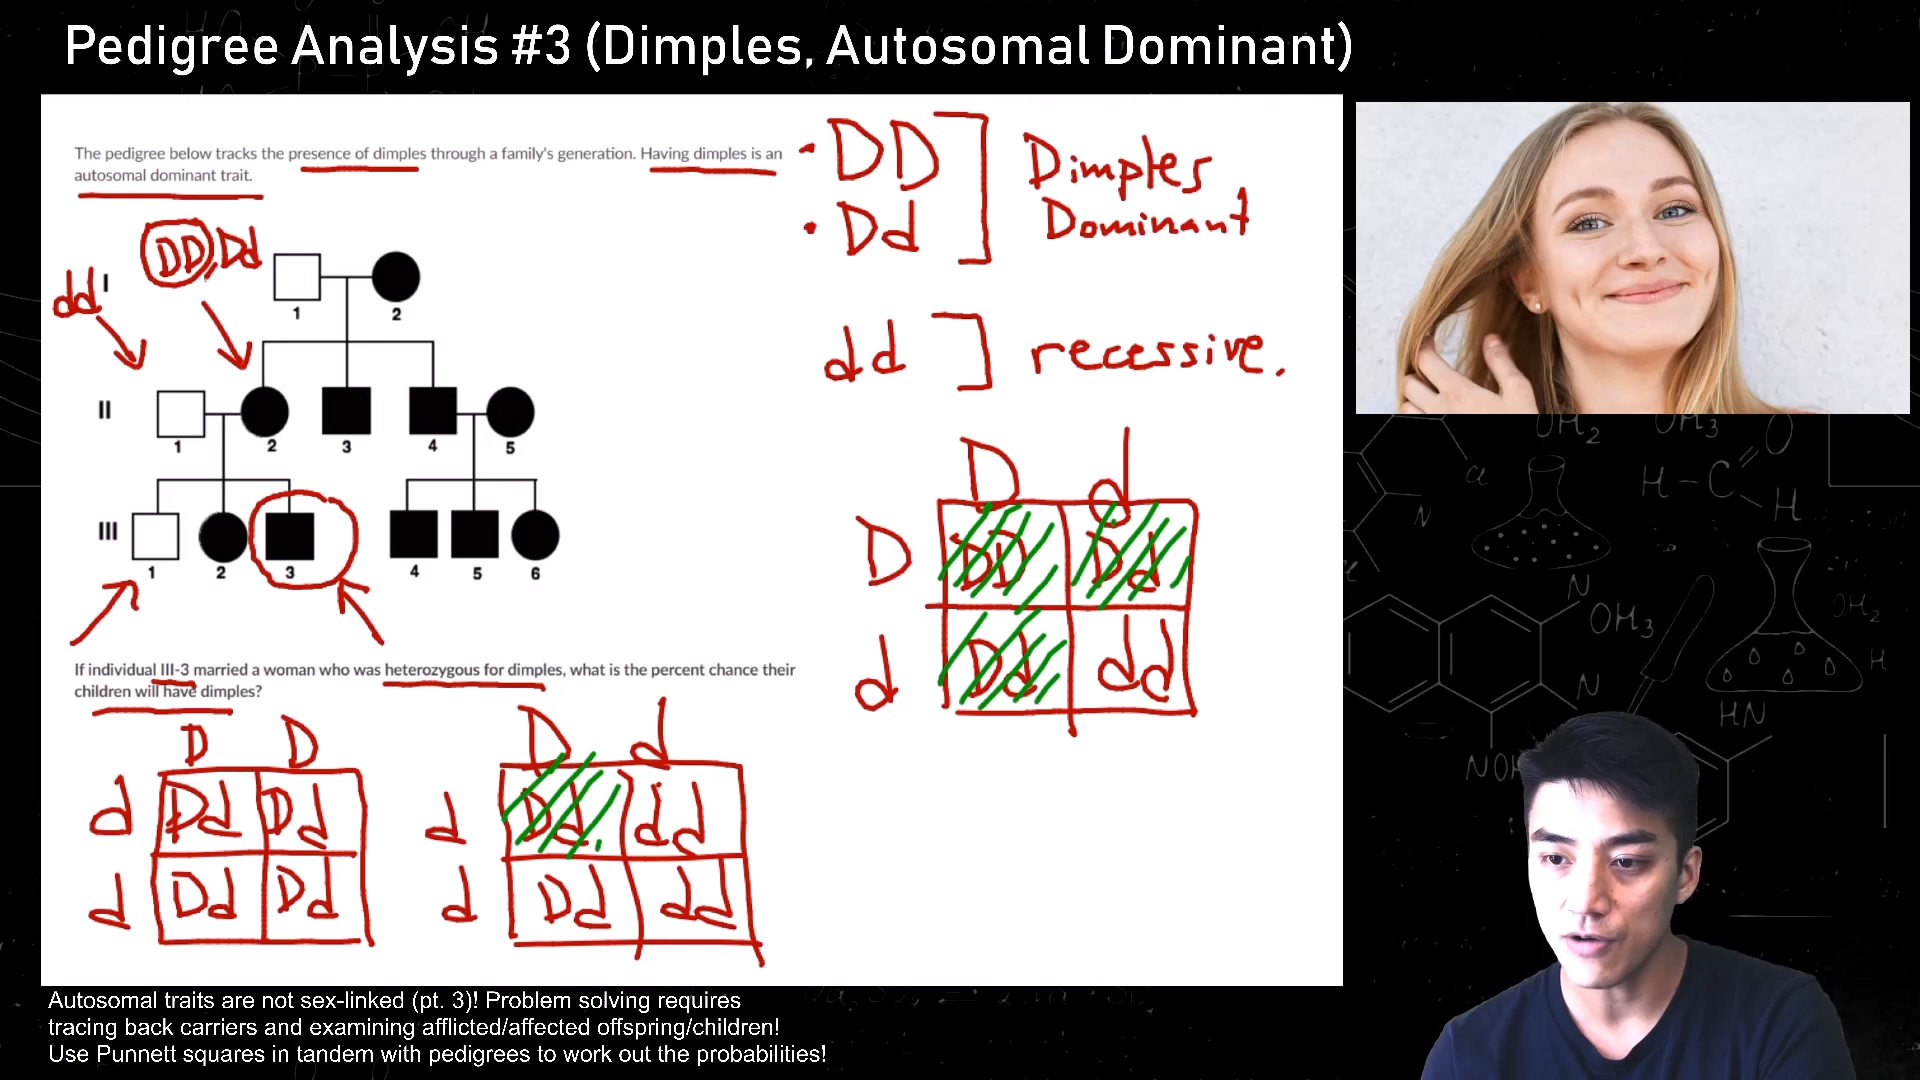 Pedigree Analysis #3 (Dimples, Autosomal Dominant)
The pedigree below tracks the presence of dimples through a family's generation. Having dimples is an
autosomal dominant trait.
• DD ] Dimples
• Dd Dominant
dd ] recessive.
DD, Dd
dd
I
1 2
II
1 2 3 4 5
III
1 2 3 4 5 6
If individual III-3 married a woman who was heterozygous for dimples, what is the percent chance their
children will have dimples?
D d
D DD Dd
d Dd dd
D D
d Dd Dd
d Dd Dd
D d
d Dd dd
d Dd dd
Autosomal traits are not sex-linked (pt. 3)! Problem solving requires
tracing back carriers and examining afflicted/affected offspring/children!
Use Punnett squares in tandem with pedigrees to work out the probabilities!
OH2
H-C
O
H
N
OH3
N
HN
H